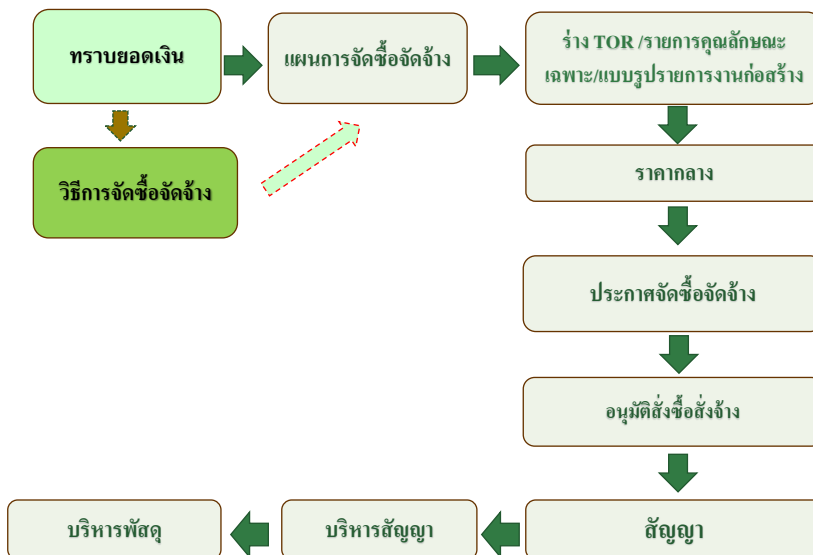 ทราบยอดเงิน
แผนการจัดซื้อจัดจ้าง
ร่าง TOR /รายการคุณลักษณะ
เฉพาะ/แบบรูปรายการงานก่อสร้าง
วิธีการจัดซื้อจัดจ้าง
ราคากลาง
ประกาศจัดซื้อจัดจ้าง
อนุมัติสั่งซื้อสั่งจ้าง
สัญญา
บริหารสัญญา
บริหารพัสดุ